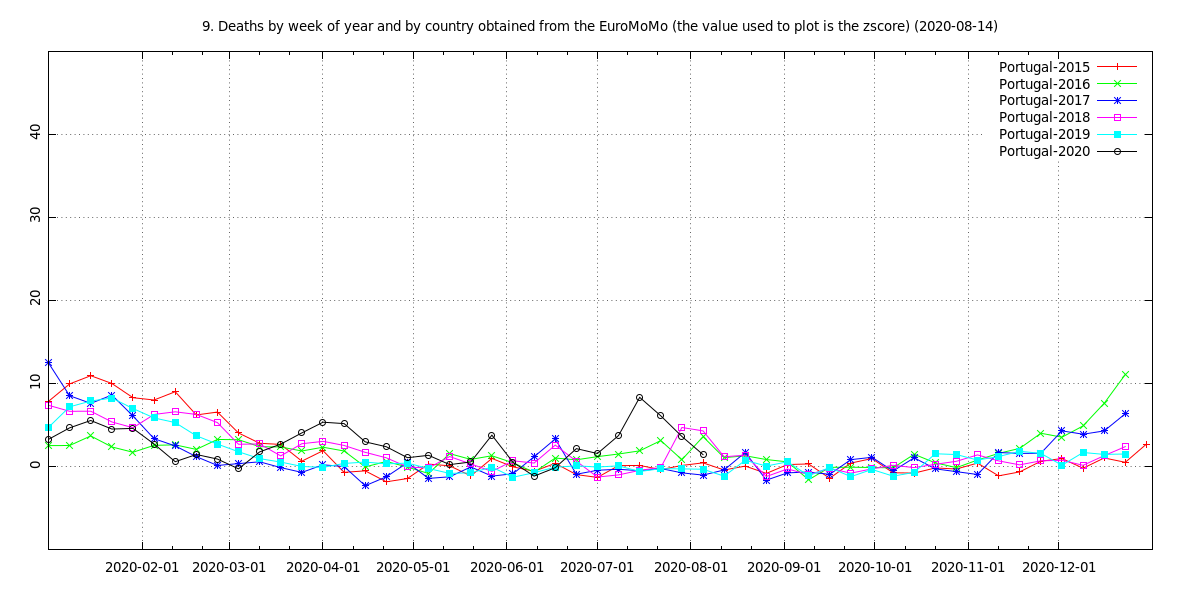 9. Deaths by week of year and by country obtained from the EuroMoMo (the value used to plot is the zscore) (2020-08-14)
Portugal-2015
Portugal-2016
Portugal-2017
Portugal-2018
Portugal-2019
Portugal-2020
40
30
20
10
0
2020-02-01 2020-03-01 2020-04-01 2020-05-01 2020-06-01 2020-07-01 2020-08-01 2020-09-01 2020-10-01 2020-11-01 2020-12-01